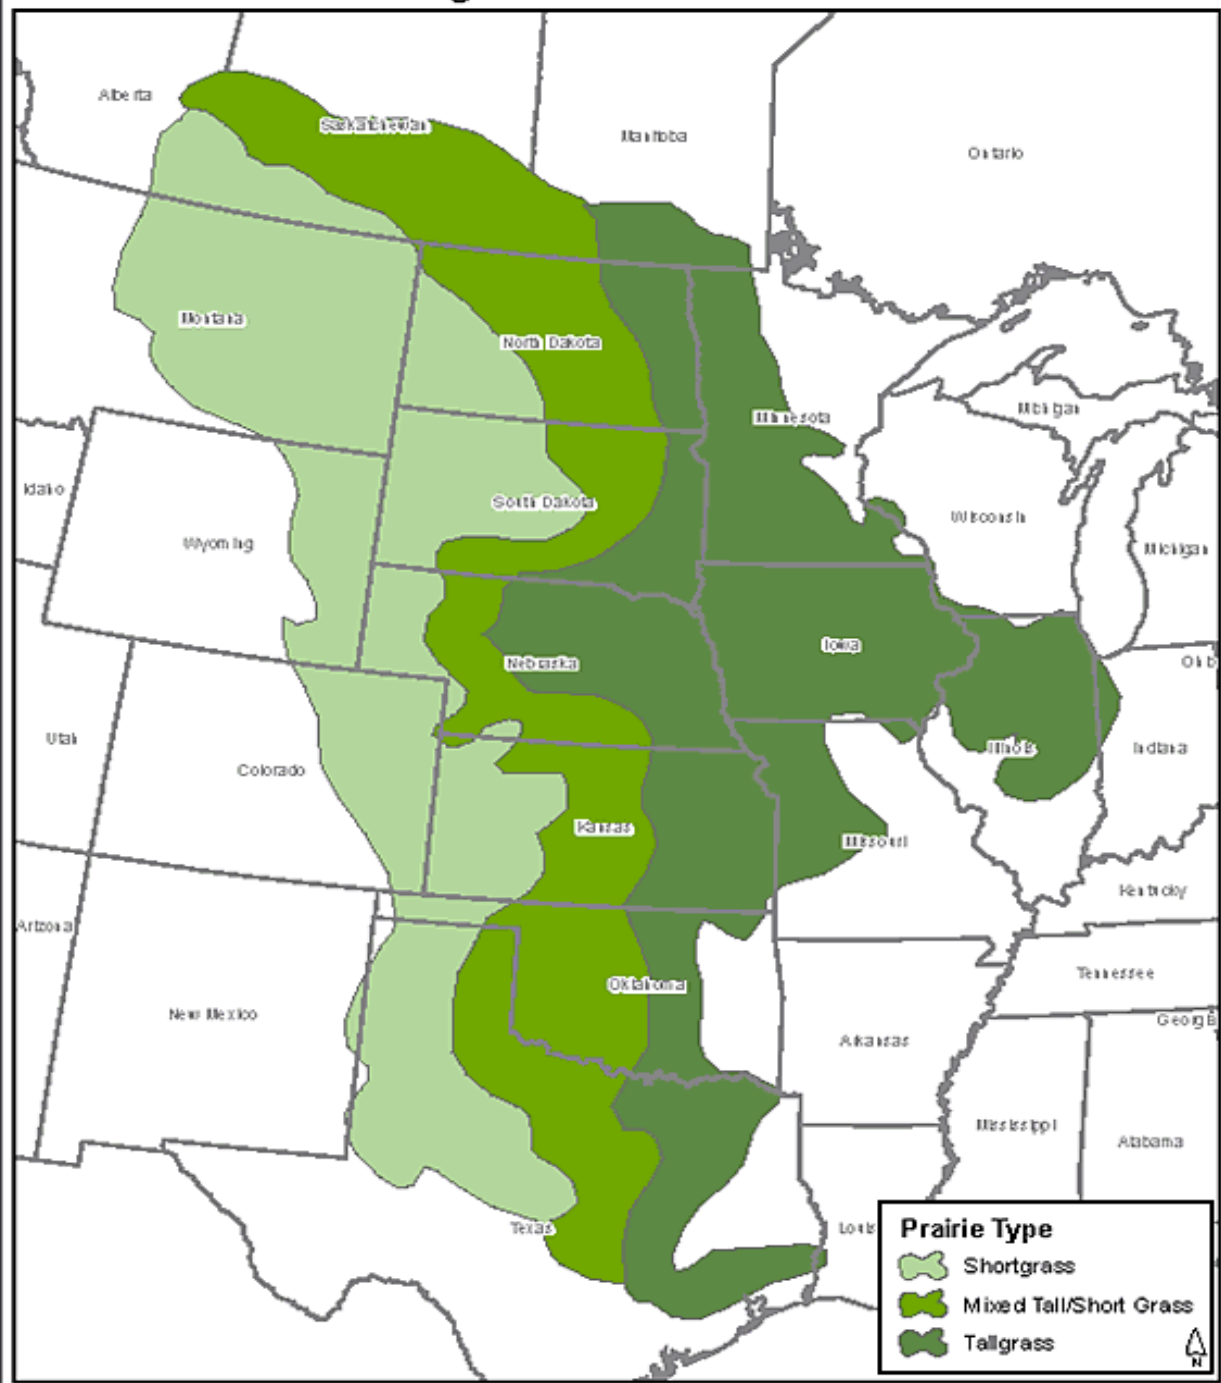 Alberta
Saskatchewan
Manitoba
Ontario
Montana
North Dakota
Minnesota
Michigan
Idaho
South Dakota
Wyoming
Wisconsin
Michigan
Iowa
Nebraska
Utah
Colorado
Illinois
Indiana
Kansas
Missouri
Kentucky
Arizona
Oklahoma
Tennessee
New Mexico
Arkansas
Mississippi
Alabama
Texas
Prairie Type
Shortgrass
Mixed Tall/Short Grass
Tallgrass
N